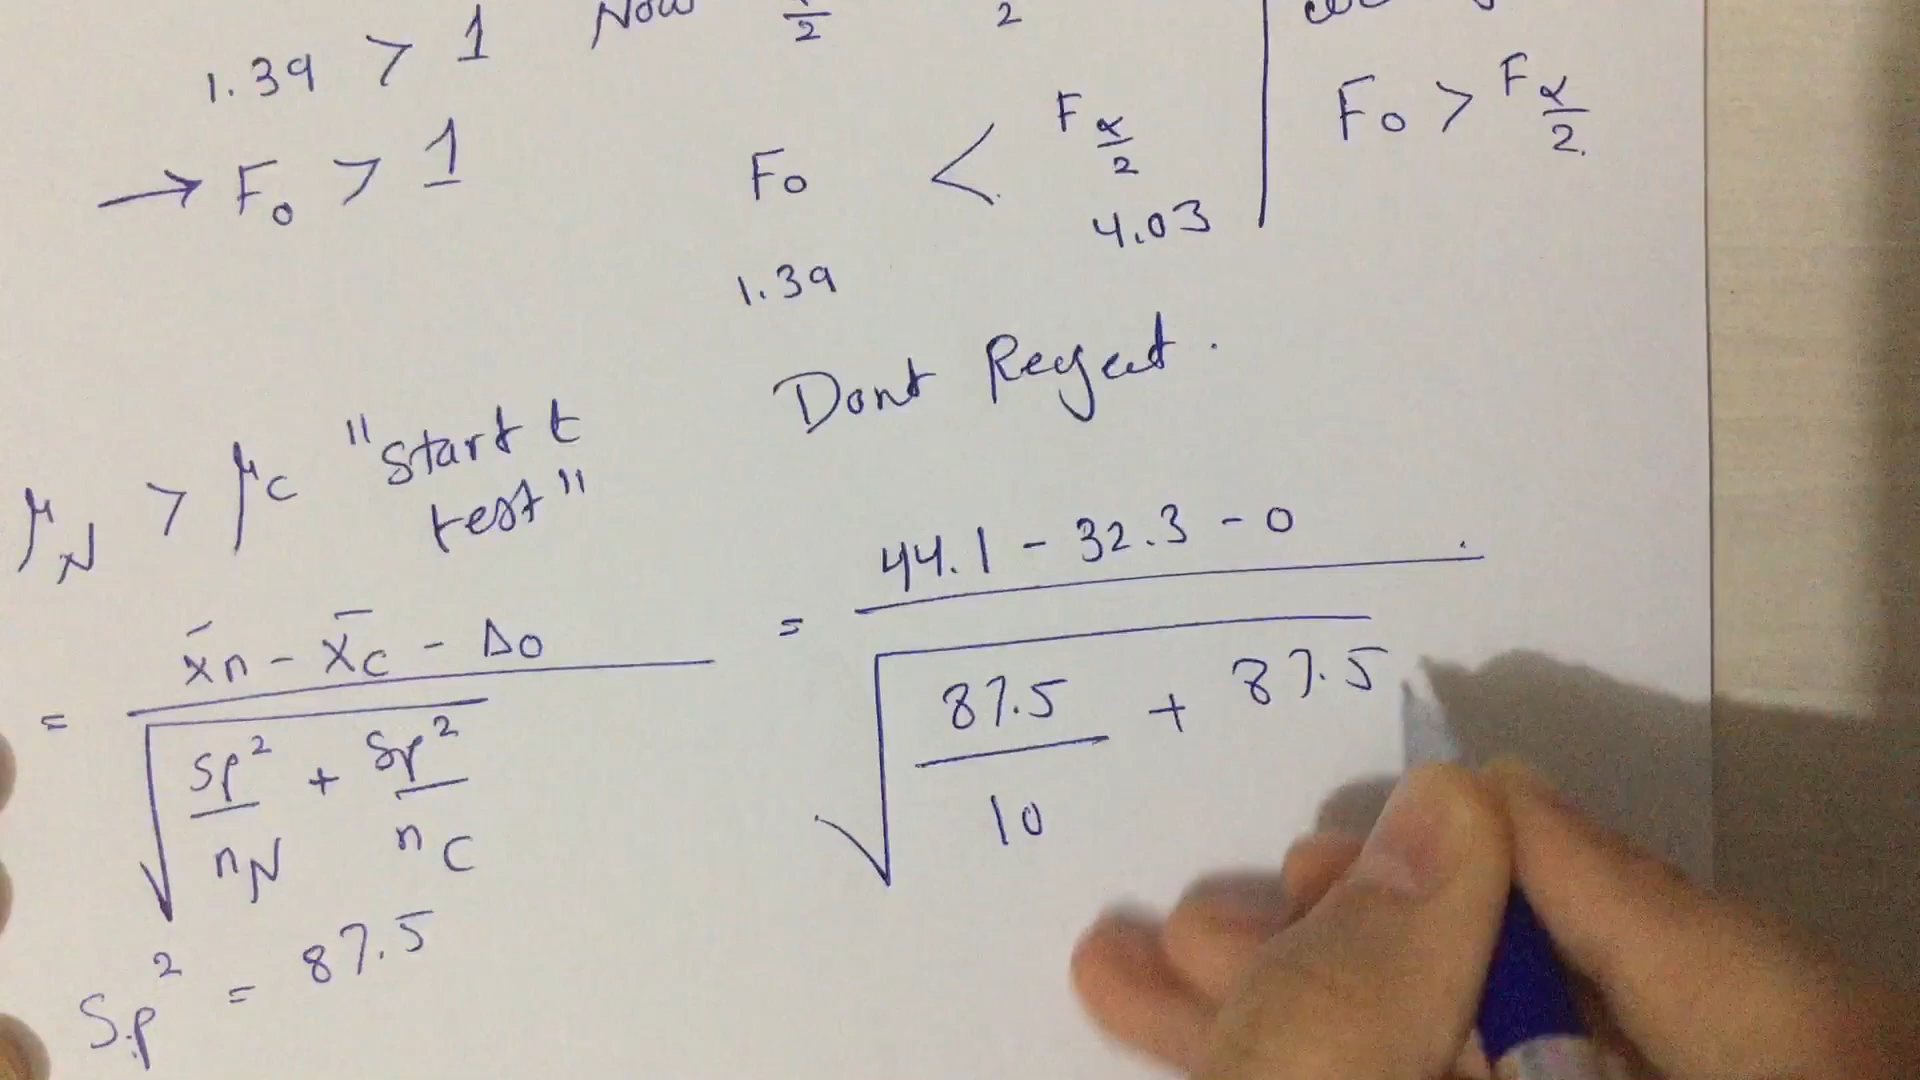 1.39 > 1
Now
2
2
→ F₀ > 1
F₀ < F α/2
1.39
4.03
F₀ > F α/2.
Dont Reject.
μN > μC "start t
test"
= x̄n - x̄c - Δ0
√ Sp²/nN + Sp²/nC
= 44.1 - 32.3 - 0
√ 87.5/10 + 87.5
Sp² = 87.5